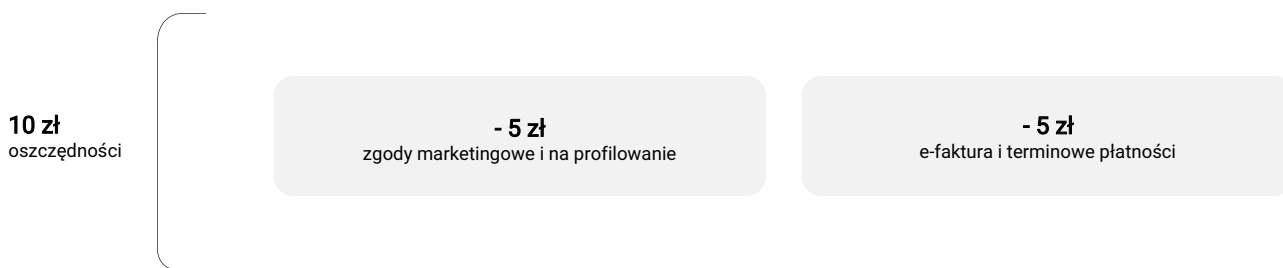 10 zł
oszczędności
- 5 zł
zgody marketingowe i na profilowanie
- 5 zł
e-faktura i terminowe płatności